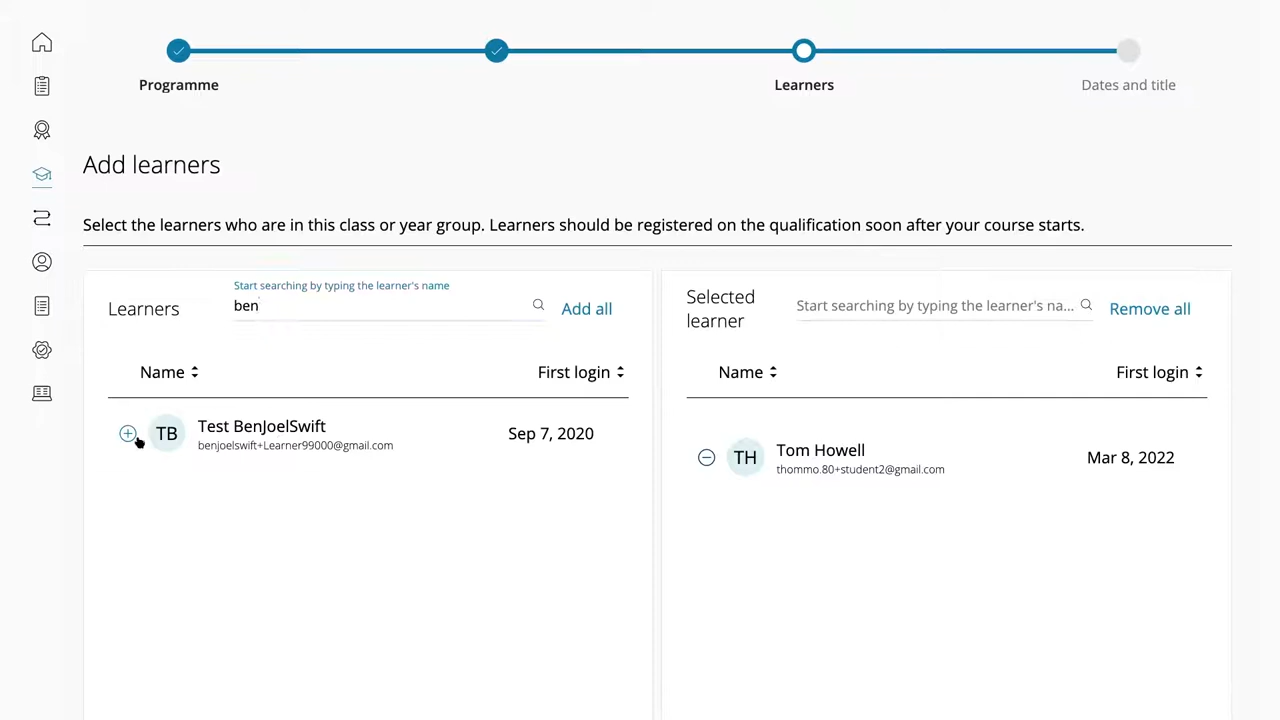 Programme
Learners
Dates and title
Add learners
Select the learners who are in this class or year group. Learners should be registered on the qualification soon after your course starts.
Learners
Start searching by typing the learner's name
ben
Add all
Name
First login
TB
Test BenJoelSwift
benjoelswift+Learner99000@gmail.com
Sep 7, 2020
Selected
learner
Start searching by typing the learner's na...
Remove all
Name
First login
TH
Tom Howell
thommo.80+student2@gmail.com
Mar 8, 2022